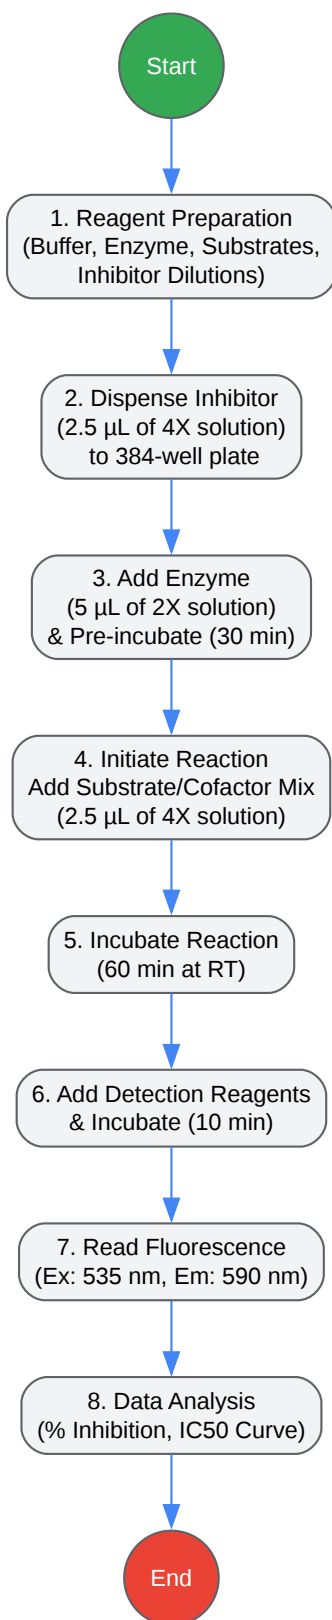 Start
1. Reagent Preparation
(Buffer, Enzyme, Substrates,
Inhibitor Dilutions)
2. Dispense Inhibitor
(2.5 µL of 4X solution)
to 384-well plate
3. Add Enzyme
(5 µL of 2X solution)
& Pre-incubate (30 min)
4. Initiate Reaction
Add Substrate/Cofactor Mix
(2.5 µL of 4X solution)
5. Incubate Reaction
(60 min at RT)
6. Add Detection Reagents
& Incubate (10 min)
7. Read Fluorescence
(Ex: 535 nm, Em: 590 nm)
8. Data Analysis
(% Inhibition, IC50 Curve)
End